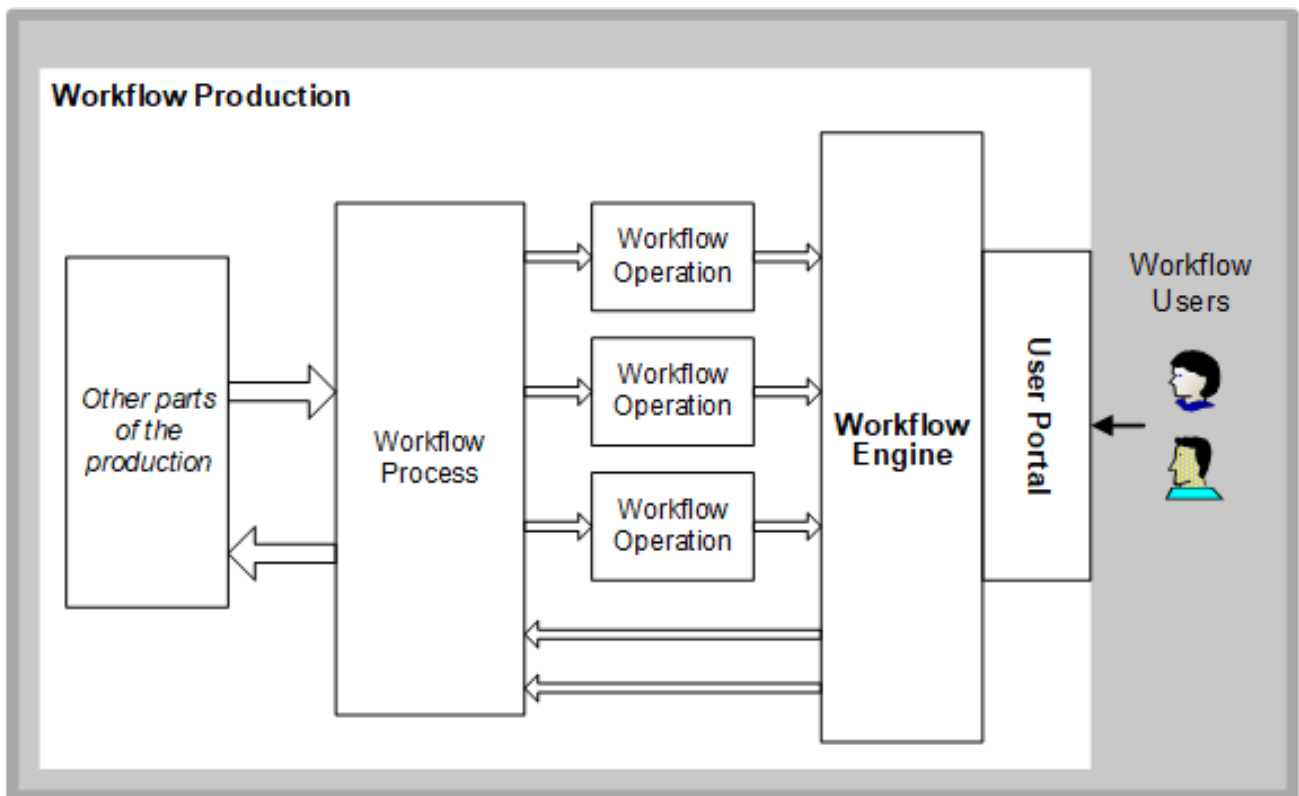 Workflow Production
Other parts
of the
production
Workflow
Process
Workflow
Operation
Workflow
Operation
Workflow
Operation
Workflow
Engine
User Portal
Workflow
Users